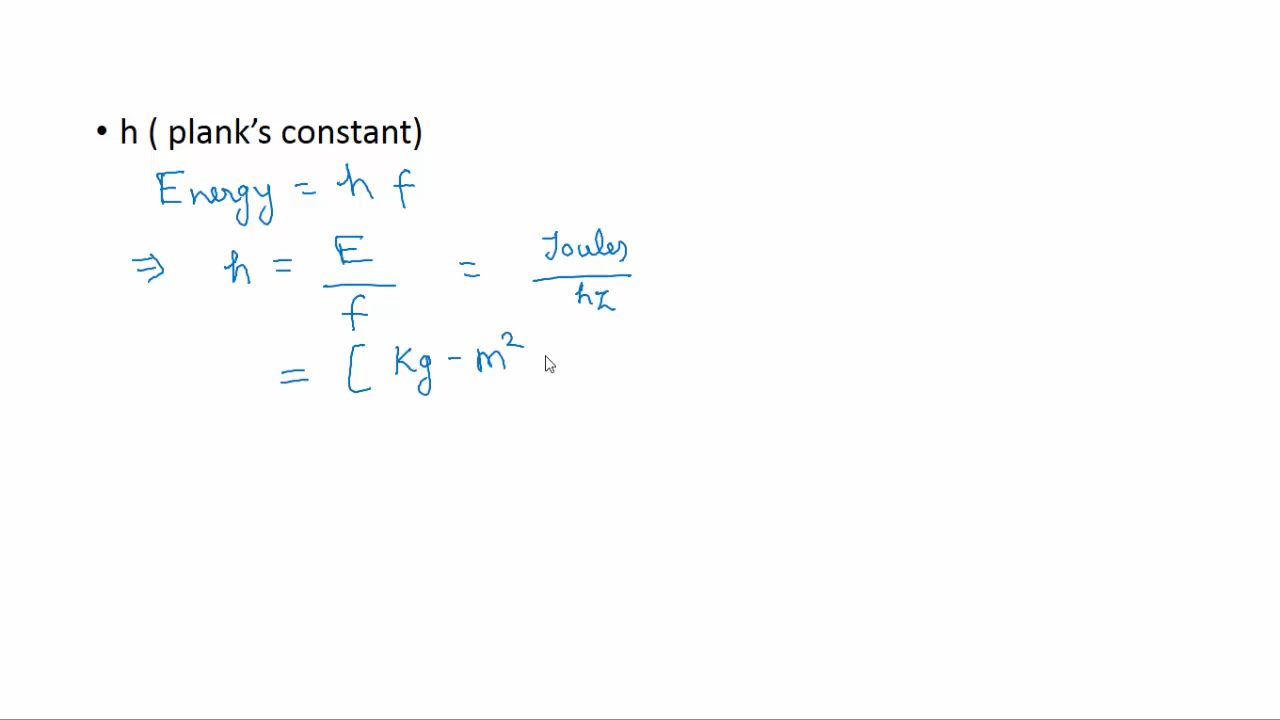 • h ( plank’s constant)
Energy = h f
⇒ h = E / f = Joules / hz
= [ Kg - m²